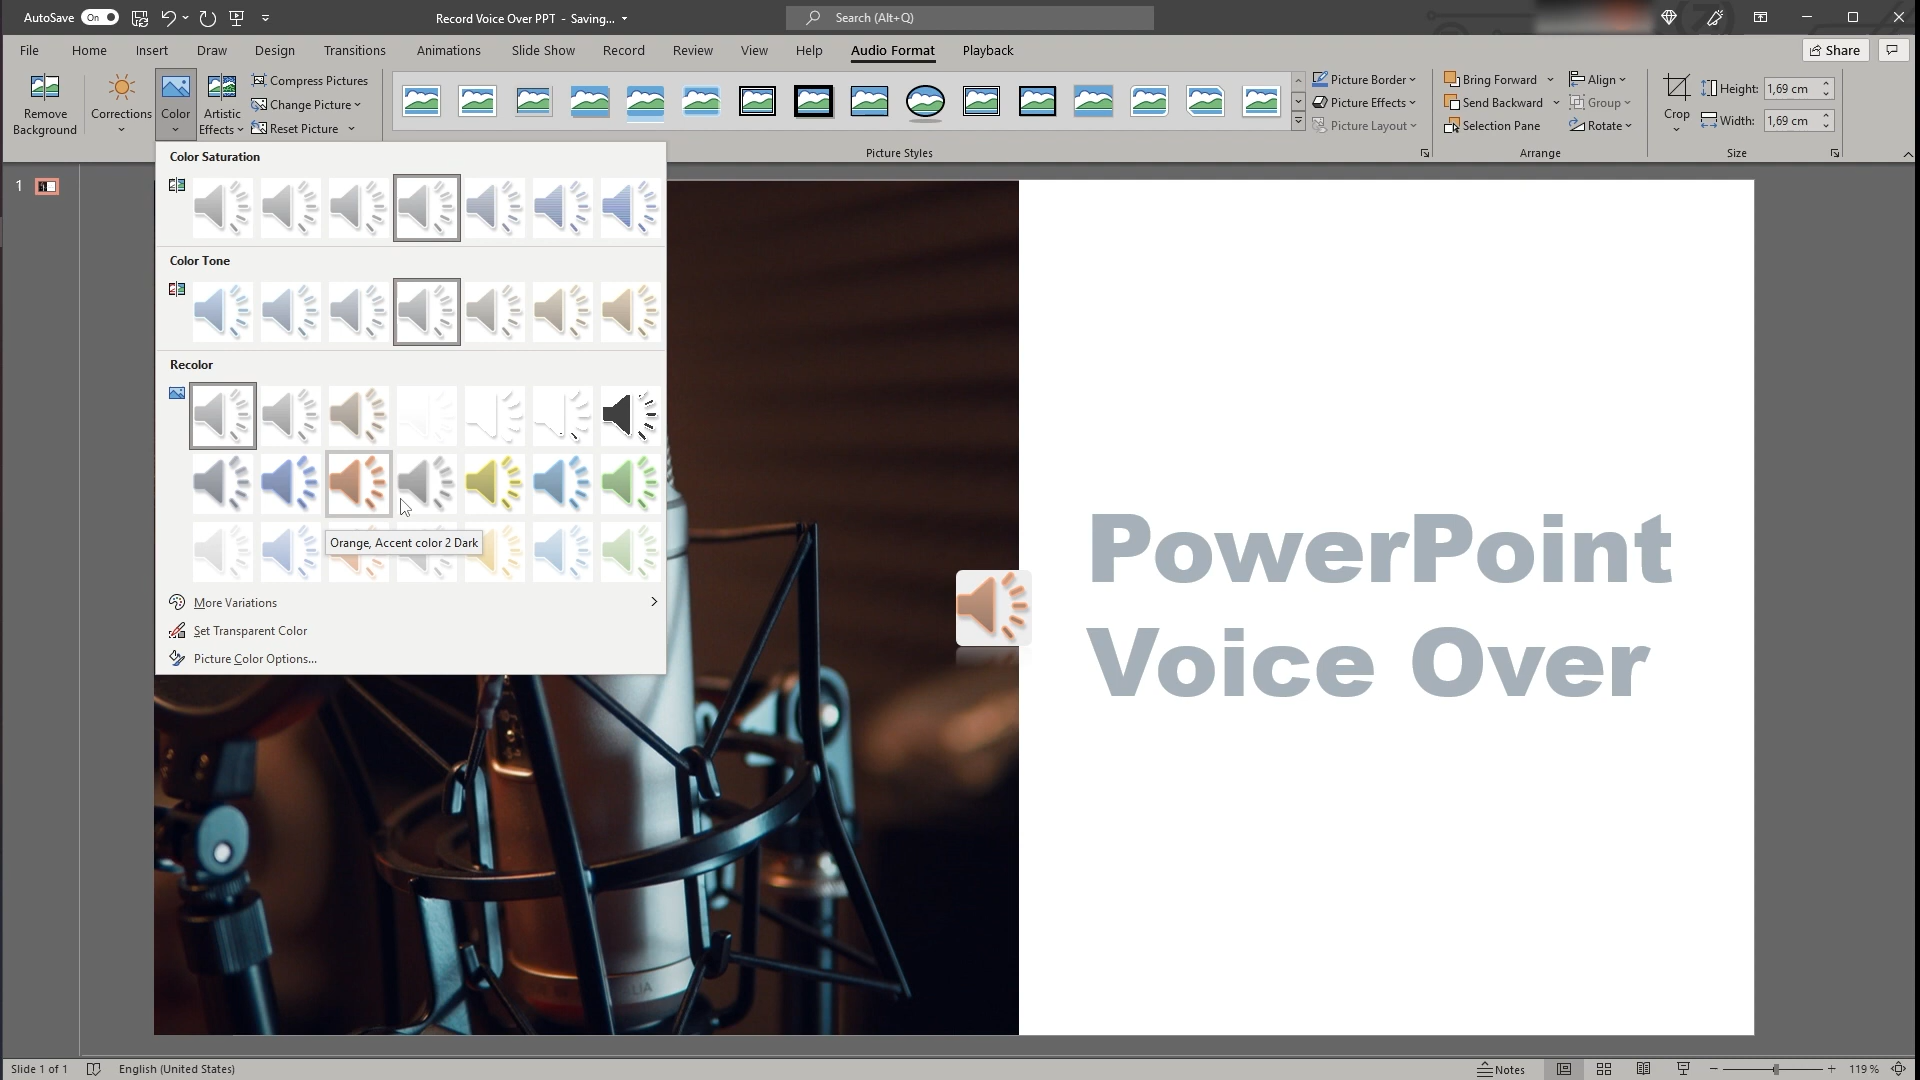 AutoSave On Record Voice Over PPT - Saving... Search (Alt+Q)
File Home Insert Draw Design Transitions Animations Slide Show Record Review View Help Audio Format Playback Share
Remove Background
Corrections
Color
Artistic Effects
Compress Pictures
Change Picture
Reset Picture
Picture Border
Picture Effects
Picture Layout
Picture Styles
Bring Forward
Send Backward
Selection Pane
Align
Group
Rotate
Arrange
Crop
Height: 1,69 cm
Width: 1,69 cm
Size
1
Color Saturation
Color Tone
Recolor
Orange, Accent color 2 Dark
More Variations
Set Transparent Color
Picture Color Options...
PowerPoint
Voice Over
Slide 1 of 1 English (United States) Notes 119 %